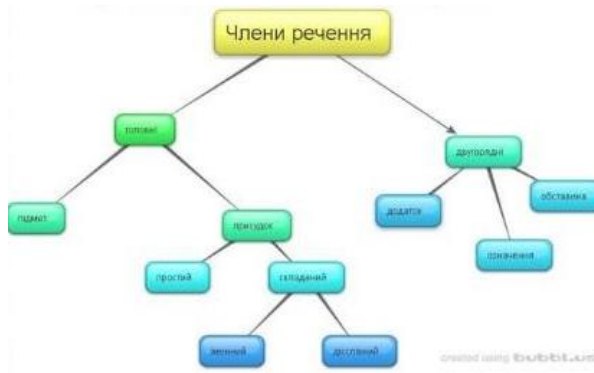 Члени речення
головні
другорядні
підмет
присудок
додаток
обставина
означення
простий
складений
іменний
дієслівний
created using bubbl.us